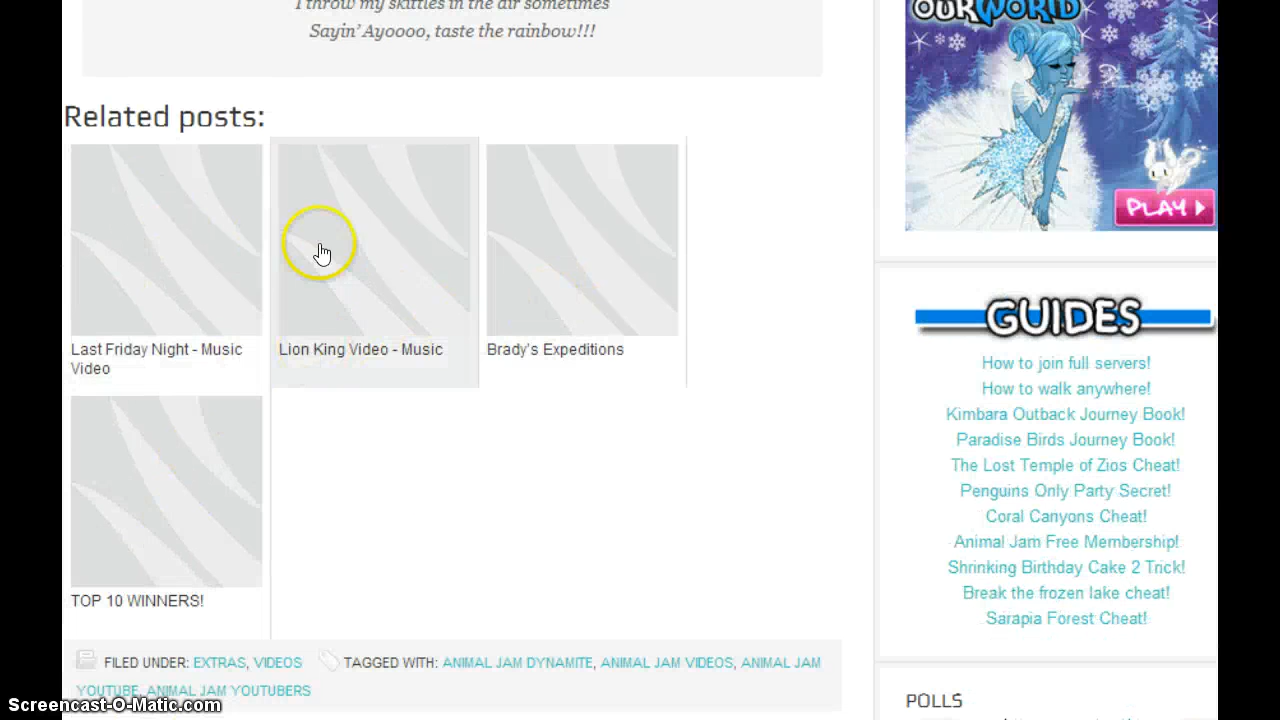 I throw my skittles in the air sometimes
Sayin' Ayoooo, taste the rainbow!!!
Related posts:
Last Friday Night - Music
Video
Lion King Video - Music
Brady's Expeditions
TOP 10 WINNERS!
FILED UNDER: EXTRAS, VIDEOS TAGGED WITH: ANIMAL JAM DYNAMITE, ANIMAL JAM VIDEOS, ANIMAL JAM
YOUTUBE, ANIMAL JAM YOUTUBERS
OURWORLD
PLAY
GUIDES
How to join full servers!
How to walk anywhere!
Kimbara Outback Journey Book!
Paradise Birds Journey Book!
The Lost Temple of Zios Cheat!
Penguins Only Party Secret!
Coral Canyons Cheat!
Animal Jam Free Membership!
Shrinking Birthday Cake 2 Trick!
Break the frozen lake cheat!
Sarapia Forest Cheat!
POLLS
Screencast-O-Matic.com